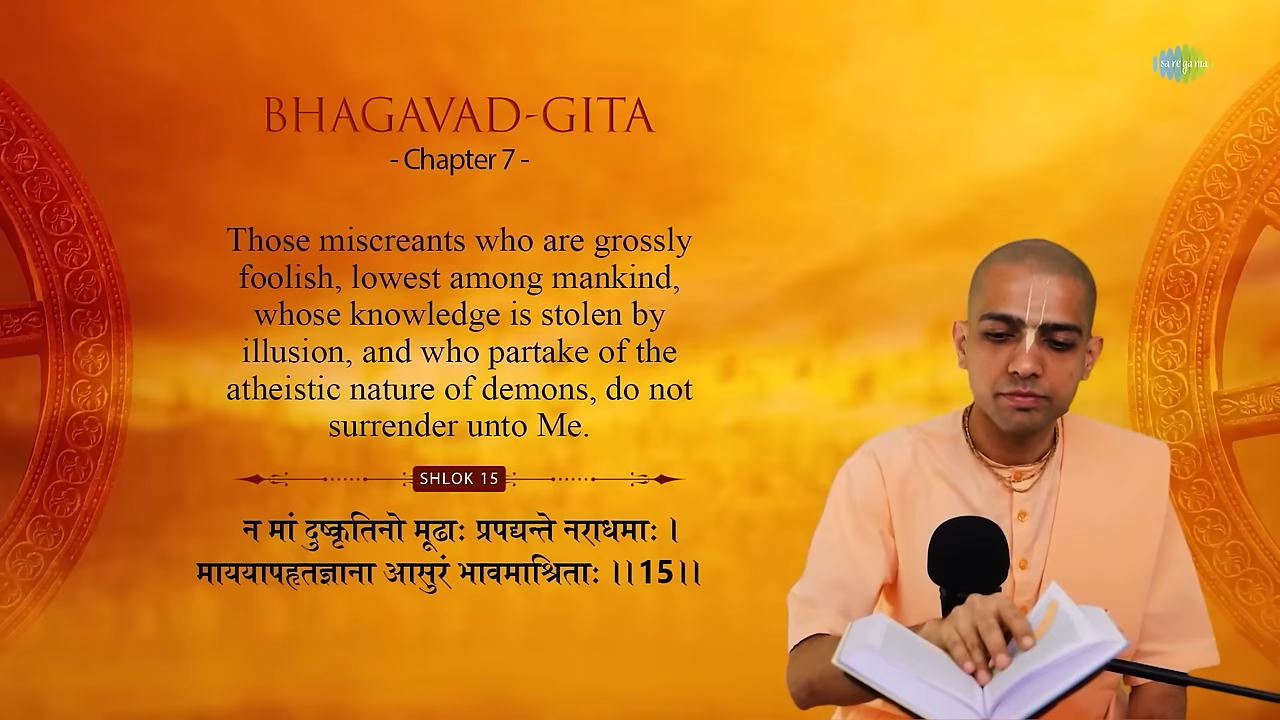 saregama
BHAGAVAD-GITA
- Chapter 7 -
Those miscreants who are grossly
foolish, lowest among mankind,
whose knowledge is stolen by
illusion, and who partake of the
atheistic nature of demons, do not
surrender unto Me.
SHLOK 15
न मां दुष्कृतिनो मूढाः प्रपद्यन्ते नराधमाः ।
माययापहृतज्ञाना आसुरं भावमाश्रिताः ।।15।।